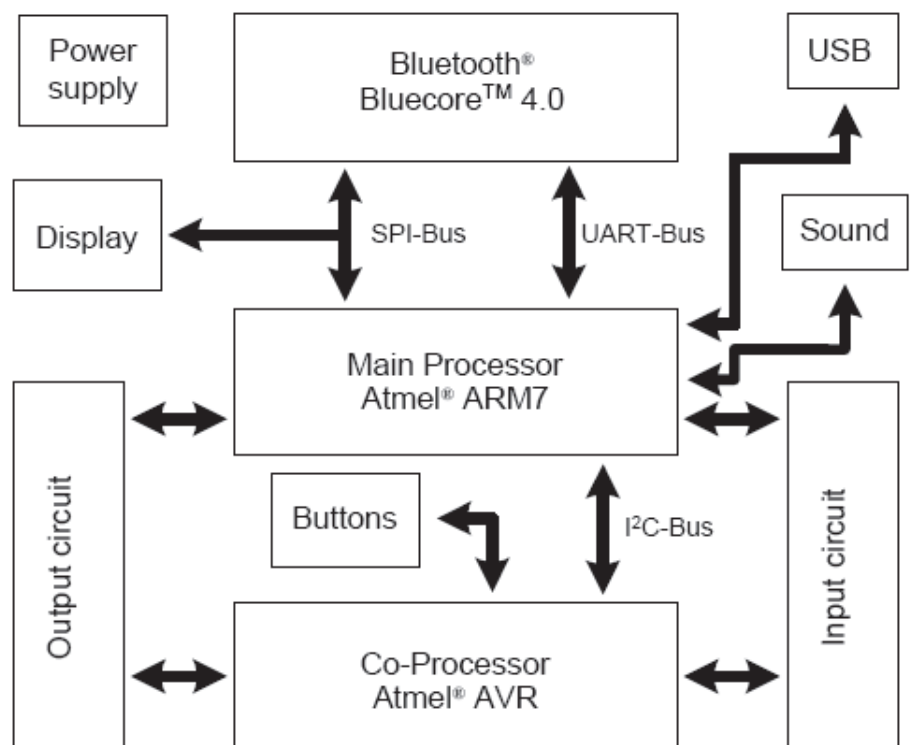 Power
supply
Bluetooth®
Bluecore™ 4.0
USB
Display
SPI-Bus
UART-Bus
Sound
Main Processor
Atmel® ARM7
Output circuit
Buttons
I²C-Bus
Input circuit
Co-Processor
Atmel® AVR